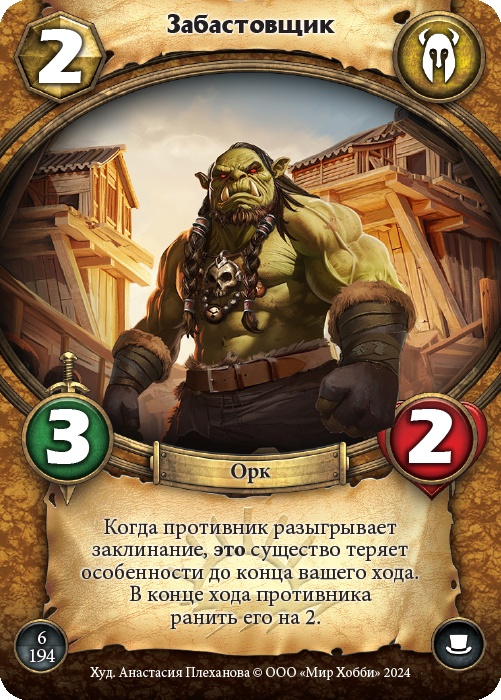 Забастовщик
2
3
2
Орк
Когда противник разыгрывает
заклинание, это существо теряет
особенности до конца вашего хода.
В конце хода противника
ранить его на 2.
6
194
Худ. Анастасия Плеханова © ООО «Мир Хобби» 2024